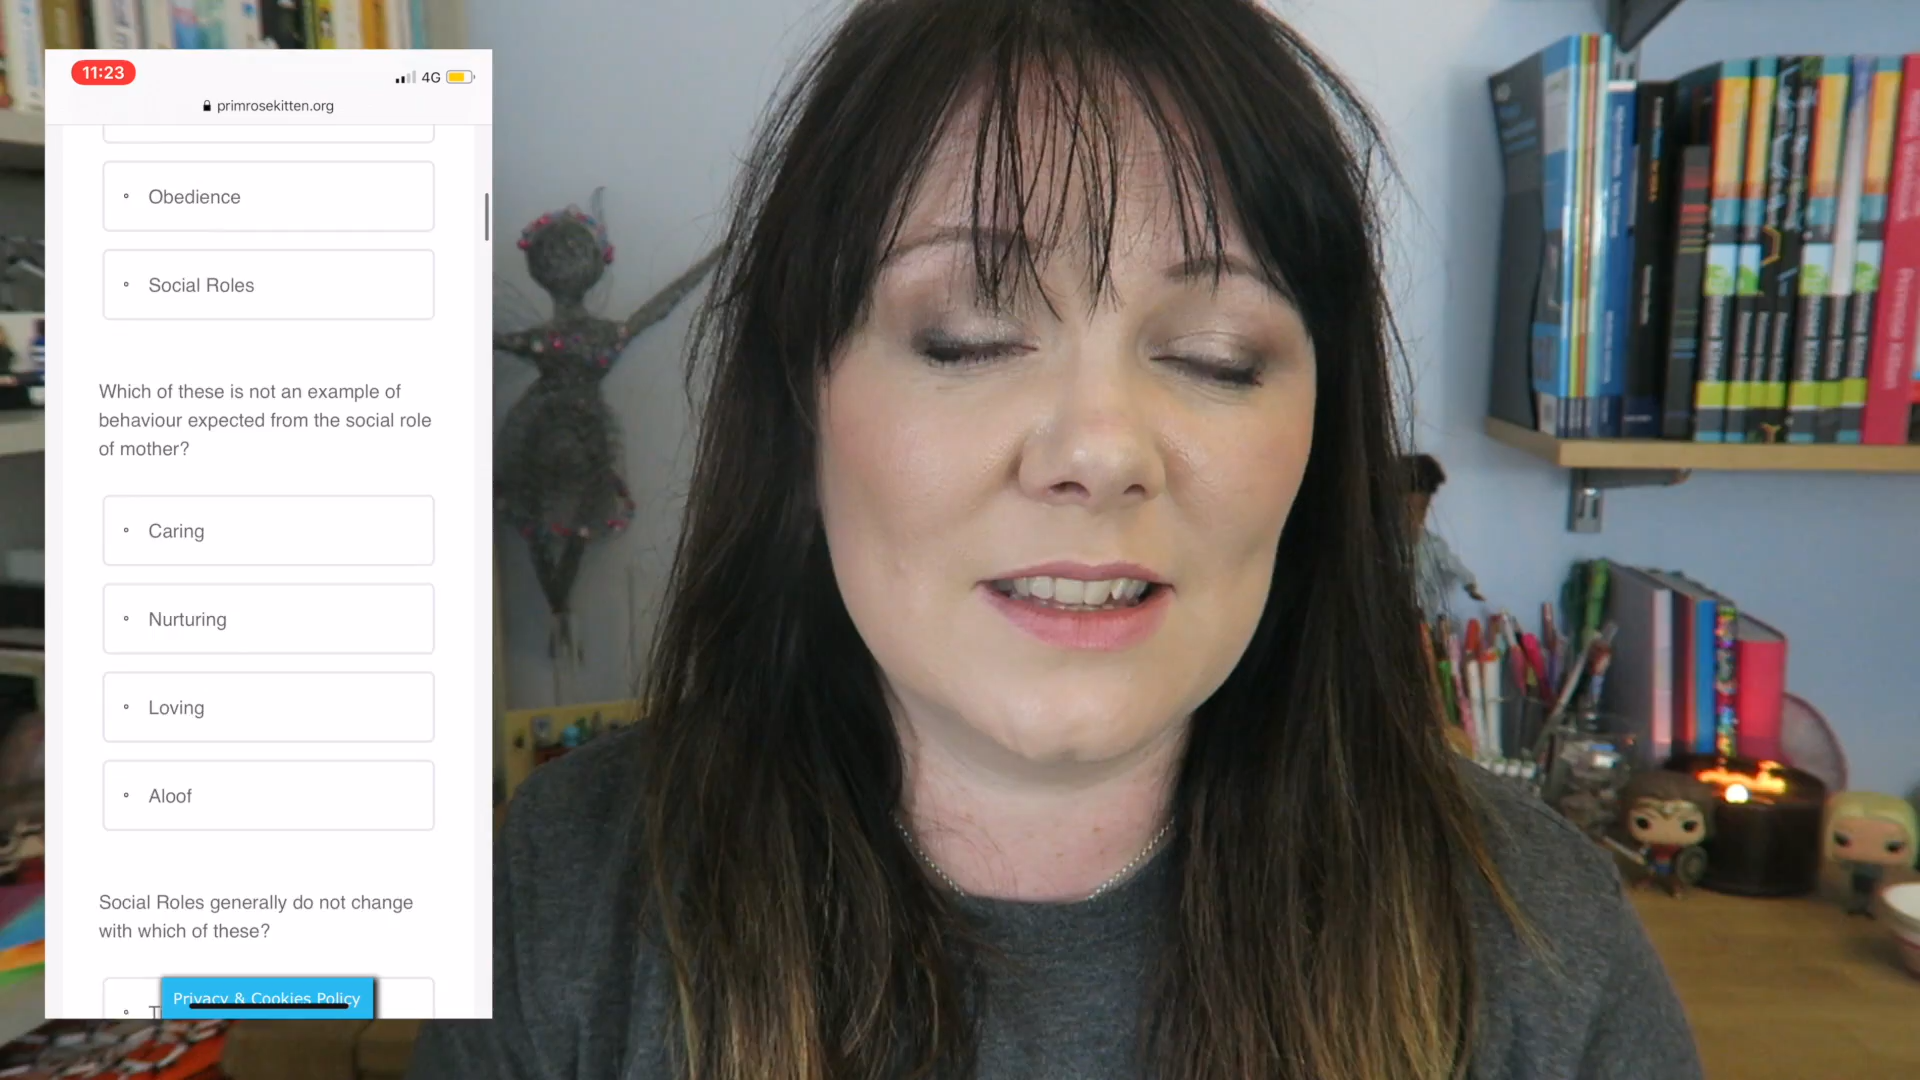 11:23
4G
primrosekitten.org
Obedience
Social Roles
Which of these is not an example of
behaviour expected from the social role
of mother?
Caring
Nurturing
Loving
Aloof
Social Roles generally do not change
with which of these?
Privacy & Cookies Policy